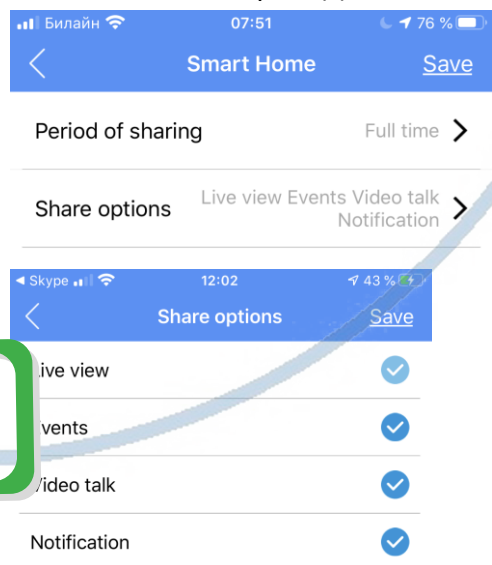 Билайн 07:51 76 %
Smart Home Save
Period of sharing Full time
Share options Live view Events Video talk
Notification
Skype 12:02 43 %
Share options Save
ive view
vents
Video talk
Notification